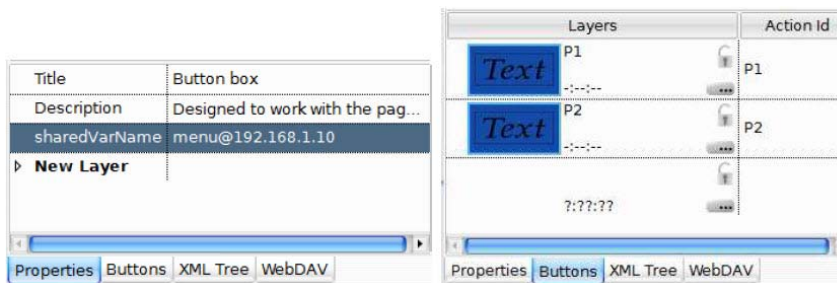 Title Button box
Description Designed to work with the pag...
sharedVarName menu@192.168.1.10
New Layer
Properties Buttons XML Tree WebDAV
Layers Action Id
Text P1 P1
-:--:--
Text P2 P2
-:--:--
?:??:??
Properties Buttons XML Tree WebDAV